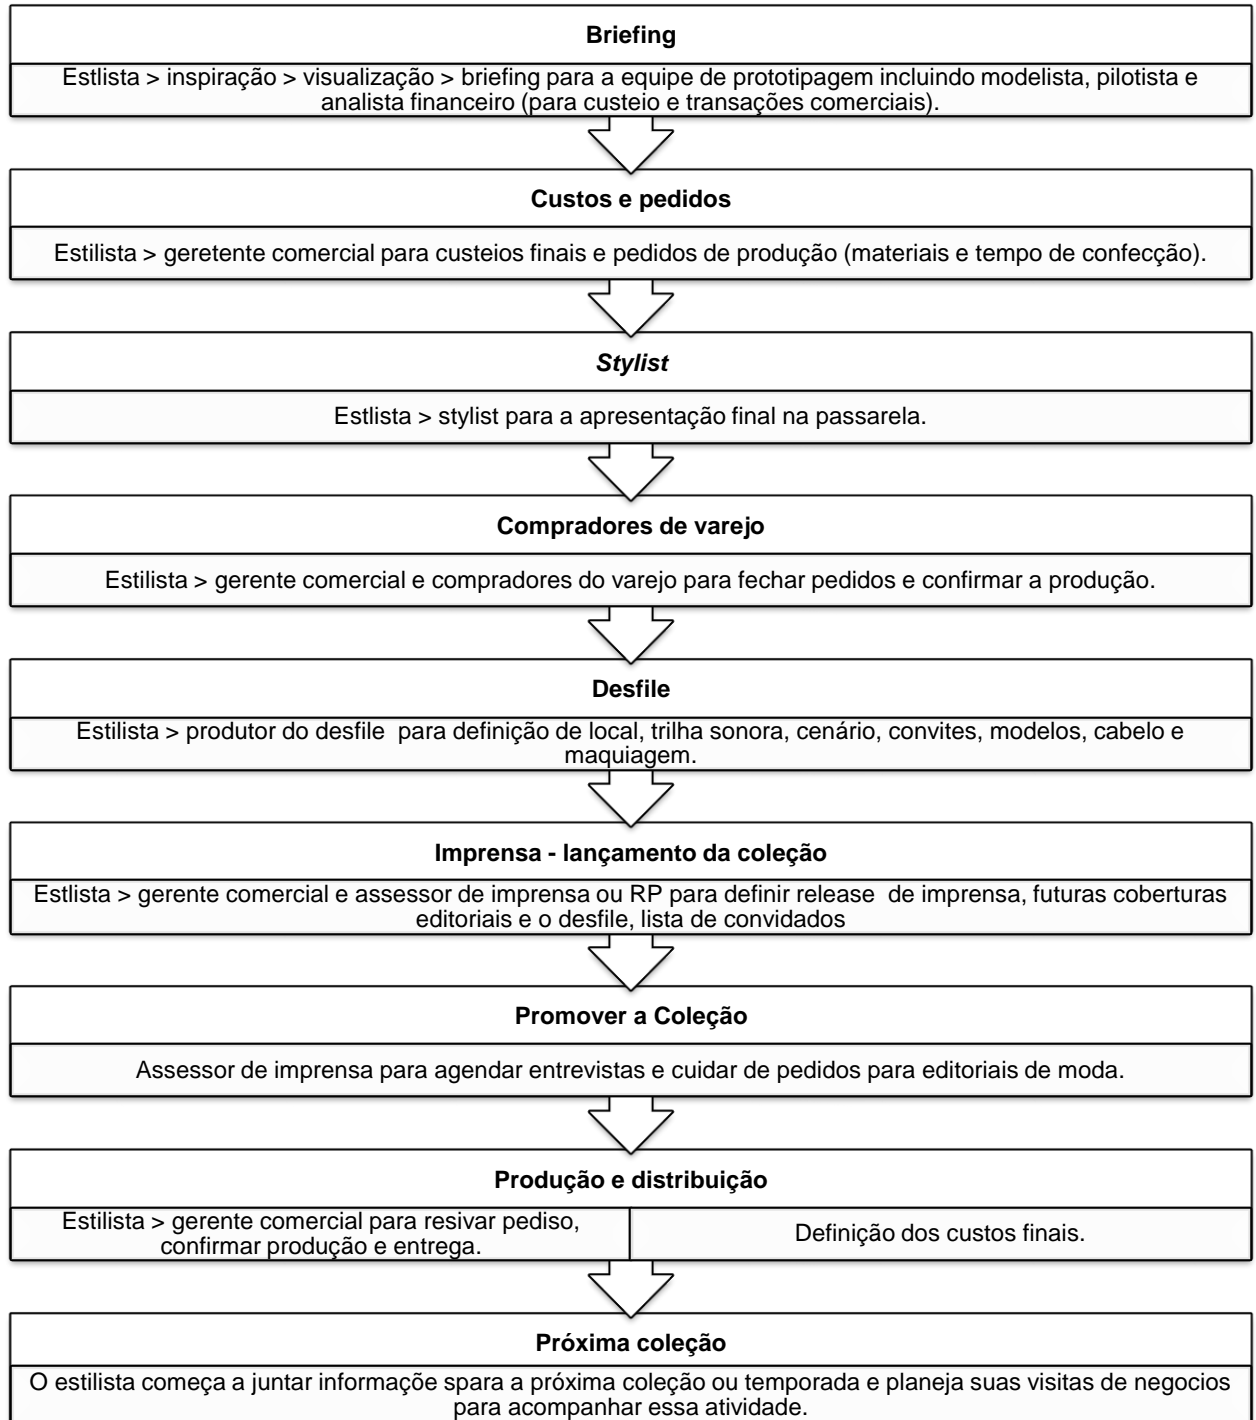 Briefing
Estlista > inspiração > visualização > briefing para a equipe de prototipagem incluindo modelista, pilotista e
analista financeiro (para custeio e transações comerciais).
Custos e pedidos
Estilista > geretente comercial para custeios finais e pedidos de produção (materiais e tempo de confecção).
Stylist
Estlista > stylist para a apresentação final na passarela.
Compradores de varejo
Estilista > gerente comercial e compradores do varejo para fechar pedidos e confirmar a produção.
Desfile
Estilista > produtor do desfile  para definição de local, trilha sonora, cenário, convites, modelos, cabelo e
maquiagem.
Imprensa - lançamento da coleção
Estlista > gerente comercial e assessor de imprensa ou RP para definir release  de imprensa, futuras coberturas
editoriais e o desfile, lista de convidados
Promover a Coleção
Assessor de imprensa para agendar entrevistas e cuidar de pedidos para editoriais de moda.
Produção e distribuição
Estilista > gerente comercial para resivar pediso,
confirmar produção e entrega.
Definição dos custos finais.
Próxima coleção
O estilista começa a juntar informaçõe spara a próxima coleção ou temporada e planeja suas visitas de negocios
para acompanhar essa atividade.